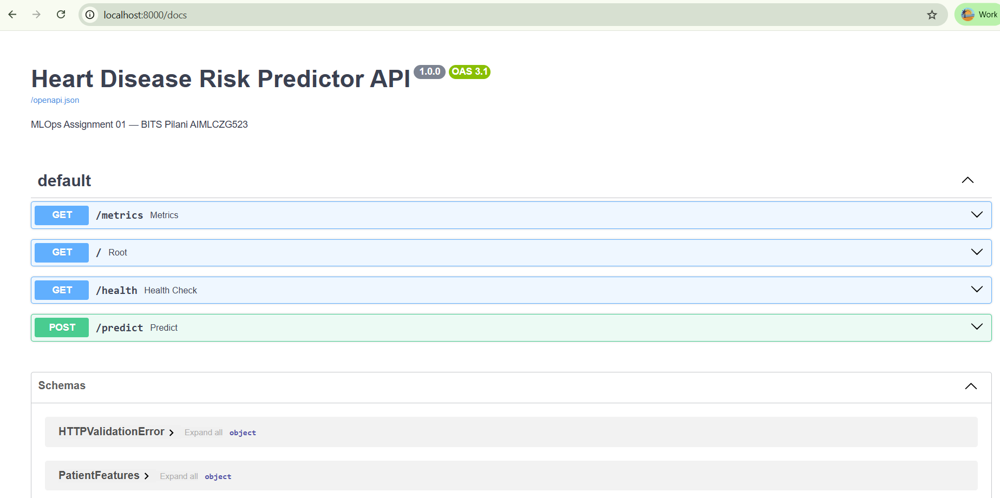 localhost:8000/docs
Work
Heart Disease Risk Predictor API 1.0.0 OAS 3.1
/openapi.json
MLOps Assignment 01 — BITS Pilani AIMLCZG523
default
GET /metrics Metrics
GET / Root
GET /health Health Check
POST /predict Predict
Schemas
HTTPValidationError Expand all object
PatientFeatures Expand all object